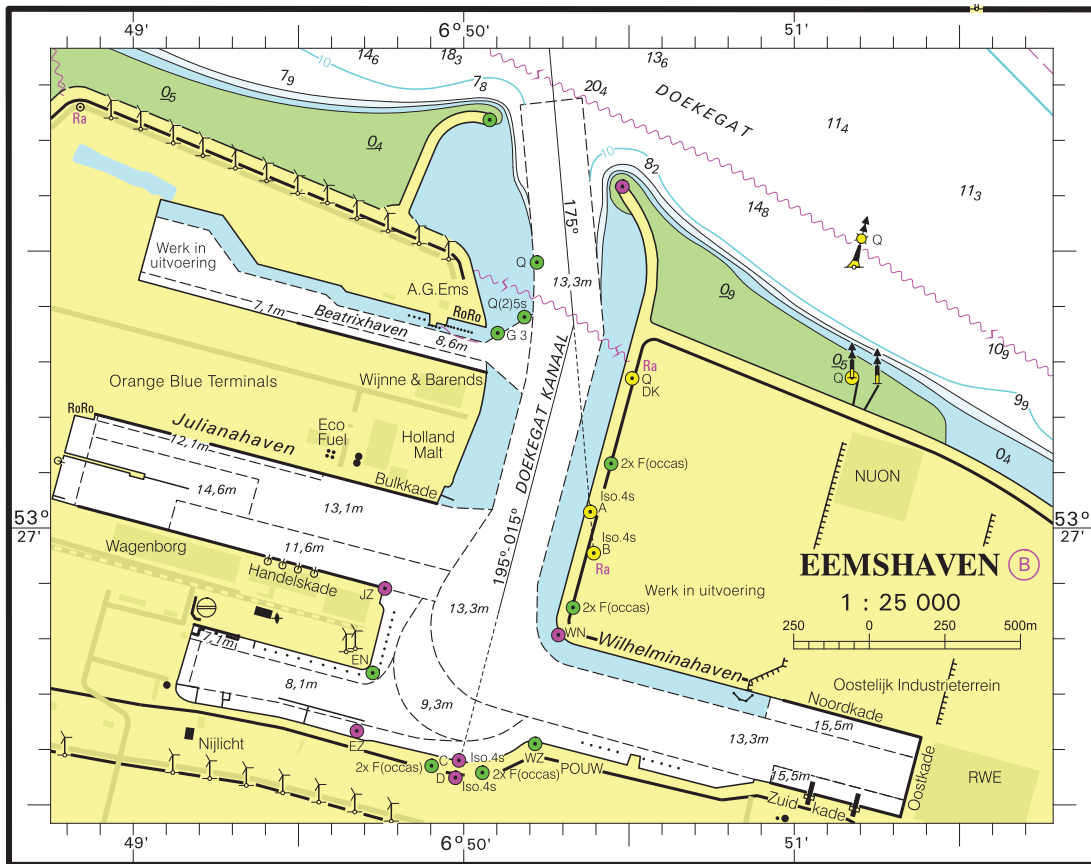 49' 6° 50' 51'
14₆ 18₃ 13₆
10
7₉ 7₈ 20₄
DOEKEGAT
0₅
Ra
11₄
0₄
10
8₂
11₃
14₈
175°
Q
Werk in
uitvoering
Q
13,3m
A.G.Ems
0₉
7,1m
Beatrixhaven
RoRo
Q(2)5s
G 3
8,6m
10₉
Ra
0₅
Orange Blue Terminals
Wijnne & Barends
Q
DK
Q
9₉
RoRo
Julianahaven
12,1m
Eco
Fuel
Holland
Malt
DOEKEGAT KANAAL
2x F(occas)
0₄
NUON
Bulkkade
14,6m
13,1m
Iso.4s
A
53°
27'
53°
27'
Wagenborg
11,6m
Iso.4s
B
Ra
195°-015°
EEMSHAVEN B
Handelskade
JZ
Werk in uitvoering
1 : 25 000
13,3m
2x F(occas)
250 0 250 500m
WN
7,1m
Wilhelminahaven
EN
8,1m
Oostelijk Industrieterrein
9,3m
Noordkade
15,5m
EZ
13,3m
Nijlicht
WZ
C
Iso.4s
2x F(occas)
D
Iso.4s
2x F(occas)
POUW
15,5m
Oostkade
RWE
Zuidkade
49' 6° 50' 51'